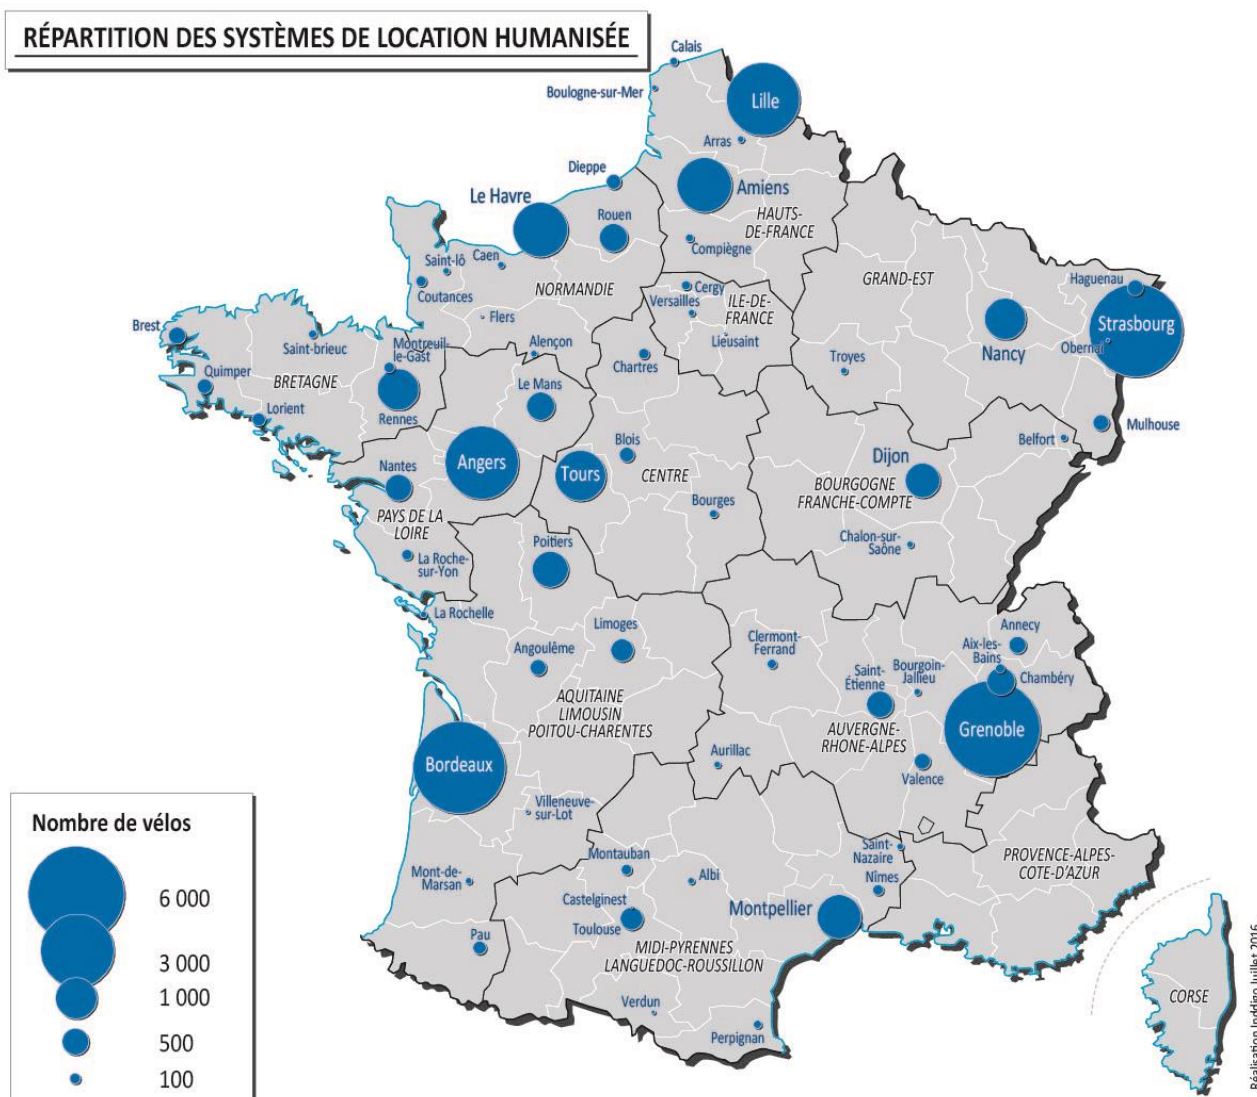 RÉPARTITION DES SYSTÈMES DE LOCATION HUMANISÉE
Calais
Boulogne-sur-Mer
Lille
Arras
Dieppe
Le Havre
Amiens
Rouen
HAUTS-
DE-FRANCE
Compiègne
Saint-lô
Caen
GRAND-EST
Haguenau
Coutances
NORMANDIE
Cergy
Versailles
ILE-DE-
FRANCE
Strasbourg
Brest
Flers
Lieusaint
Obernai
Saint-brieuc
Montreuil-
le-Gast
Alençon
Chartres
Troyes
Nancy
Quimper
BRETAGNE
Le Mans
Lorient
Rennes
Mulhouse
Belfort
Blois
Angers
Tours
Dijon
Nantes
CENTRE
BOURGOGNE
FRANCHE-COMPTE
PAYS DE LA
LOIRE
Bourges
Poitiers
Chalon-sur-
Saône
La Roche-
sur-Yon
La Rochelle
Limoges
Annecy
Clermont-
Ferrand
Aix-les-
Bains
Angoulême
Saint-
Étienne
Bourgoin-
Jallieu
Chambéry
AQUITAINE
LIMOUSIN
POITOU-CHARENTES
Grenoble
AUVERGNE-
RHONE-ALPES
Bordeaux
Aurillac
Valence
Villeneuve-
sur-Lot
Saint-
Nazaire
Montauban
PROVENCE-ALPES-
COTE-D'AZUR
Mont-de-
Marsan
Albi
Nîmes
Castelginest
Montpellier
Toulouse
Pau
MIDI-PYRENNES
LANGUEDOC-ROUSSILLON
Verdun
Perpignan
CORSE
Nombre de vélos
6 000
3 000
1 000
500
100
Réalisation Inddigo Juillet 2016